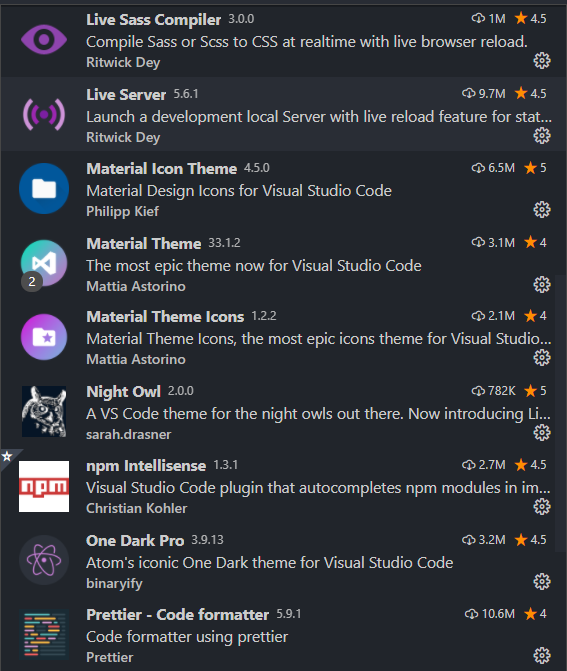 Live Sass Compiler 3.0.0 1M 4.5
Compile Sass or Scss to CSS at realtime with live browser reload.
Ritwick Dey
Live Server 5.6.1 9.7M 4.5
Launch a development local Server with live reload feature for stat...
Ritwick Dey
Material Icon Theme 4.5.0 6.5M 5
Material Design Icons for Visual Studio Code
Philipp Kief
Material Theme 33.1.2 3.1M 4
The most epic theme now for Visual Studio Code
2
Mattia Astorino
Material Theme Icons 1.2.2 2.1M 4
Material Theme Icons, the most epic icons theme for Visual Studio...
Mattia Astorino
Night Owl 2.0.0 782K 5
A VS Code theme for the night owls out there. Now introducing Li...
sarah.drasner
npm Intellisense 1.3.1 2.7M 4.5
npm
Visual Studio Code plugin that autocompletes npm modules in im...
Christian Kohler
One Dark Pro 3.9.13 3.2M 4.5
Atom's iconic One Dark theme for Visual Studio Code
binaryify
Prettier - Code formatter 5.9.1 10.6M 4
Code formatter using prettier
Prettier